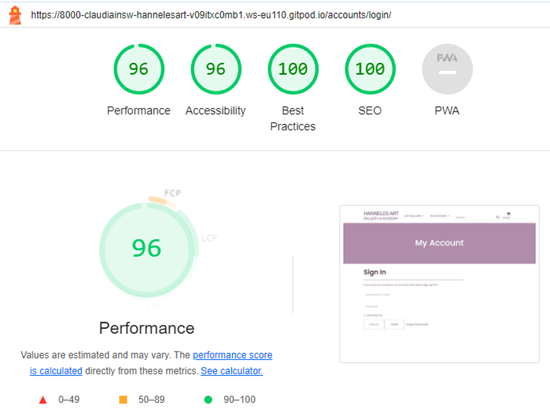 https://8000-claudiainsw-hannelesart-v09itxc0mb1.ws-eu110.gitpod.io/accounts/login/
96 96 100 100 PWA
Performance Accessibility Best Practices SEO PWA
FCP
LCP
96
Performance
Values are estimated and may vary. The performance score
is calculated directly from these metrics. See calculator.
0–49 50–89 90–100
HANNELES ART
GALLERY & ACADEMY
My Account
Sign In